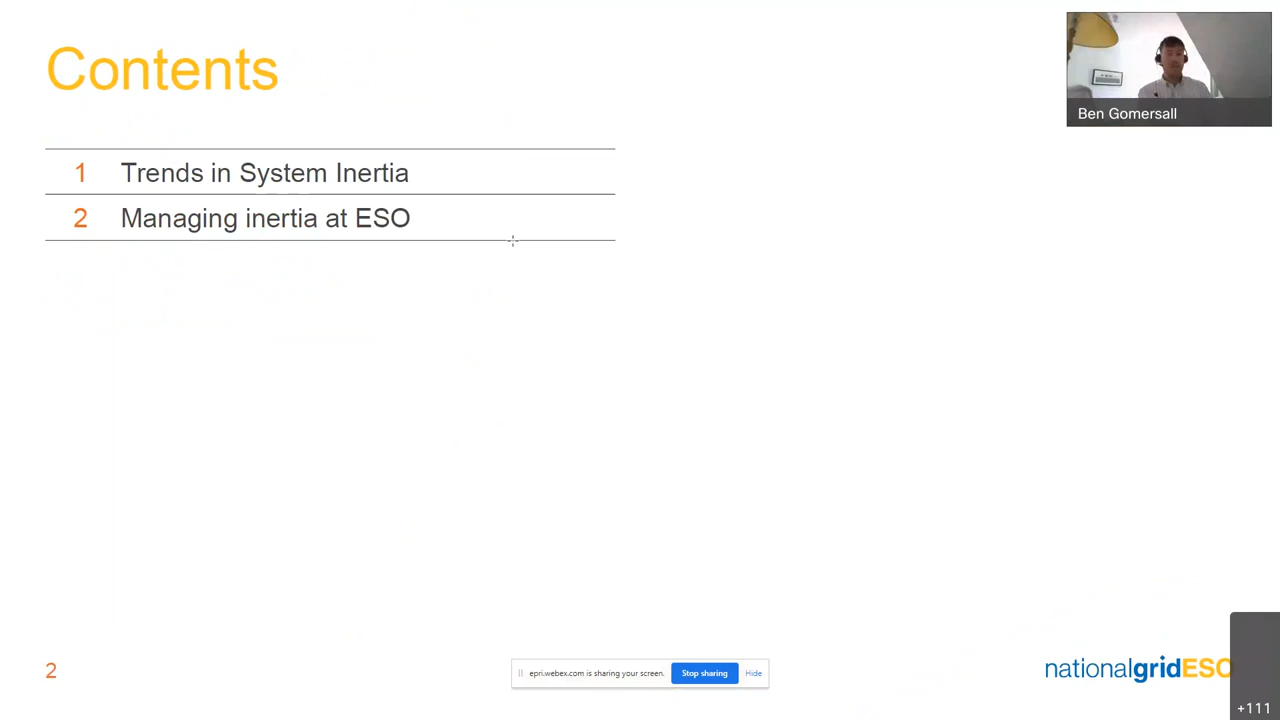 Contents
Ben Gomersall
1 Trends in System Inertia
2 Managing inertia at ESO
2
epri.webex.com is sharing your screen. Stop sharing Hide
nationalgridESO
+111